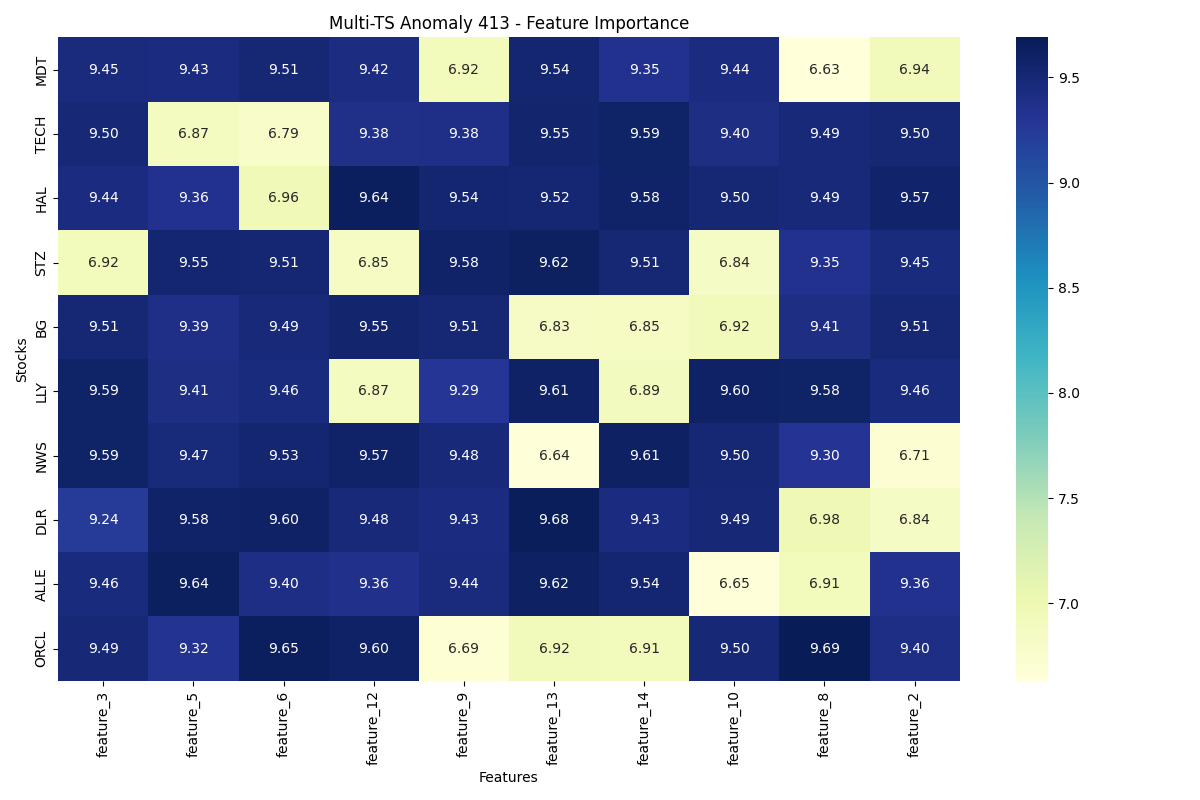 Multi-TS Anomaly 413 - Feature Importance
Stocks
MDT 9.45 9.43 9.51 9.42 6.92 9.54 9.35 9.44 6.63 6.94
TECH 9.50 6.87 6.79 9.38 9.38 9.55 9.59 9.40 9.49 9.50
HAL 9.44 9.36 6.96 9.64 9.54 9.52 9.58 9.50 9.49 9.57
STZ 6.92 9.55 9.51 6.85 9.58 9.62 9.51 6.84 9.35 9.45
BG 9.51 9.39 9.49 9.55 9.51 6.83 6.85 6.92 9.41 9.51
LLY 9.59 9.41 9.46 6.87 9.29 9.61 6.89 9.60 9.58 9.46
NWS 9.59 9.47 9.53 9.57 9.48 6.64 9.61 9.50 9.30 6.71
DLR 9.24 9.58 9.60 9.48 9.43 9.68 9.43 9.49 6.98 6.84
ALLE 9.46 9.64 9.40 9.36 9.44 9.62 9.54 6.65 6.91 9.36
ORCL 9.49 9.32 9.65 9.60 6.69 6.92 6.91 9.50 9.69 9.40
feature_3 feature_5 feature_6 feature_12 feature_9 feature_13 feature_14 feature_10 feature_8 feature_2
Features
9.5
9.0
8.5
8.0
7.5
7.0